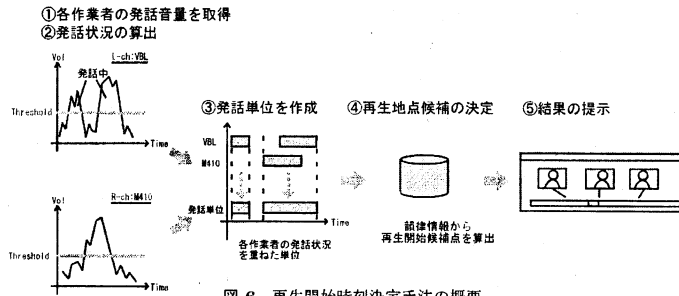 ①各作業者の発話音量を取得
②発話状況の算出
Vol
L-ch:VBL
発話中
Threshold
Time
Vol
R-ch:M410
Threshold
Time
③発話単位を作成
VBL
M410
発話単位
Time
各作業者の発話状況
を重ねた単位
④再生地点候補の決定
韻律情報から
再生開始候補点を算出
⑤結果の提示
図 6 再生開始時刻決定手法の概要